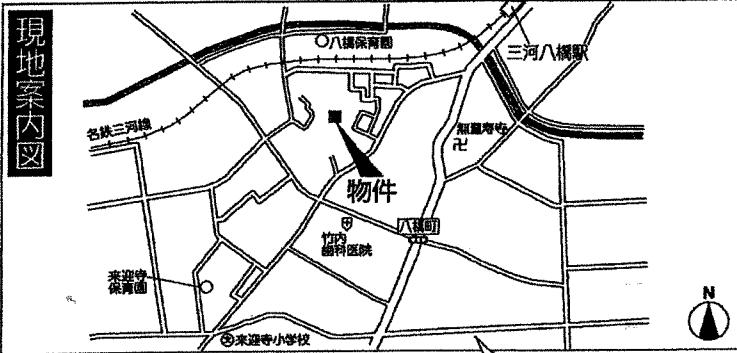 現地案内図
八橋保育園
三河八橋駅
名鉄三河線
無量寿寺
卍
物件
八橋町
竹内
歯科医院
来迎寺
保育園
来迎寺小学校
N